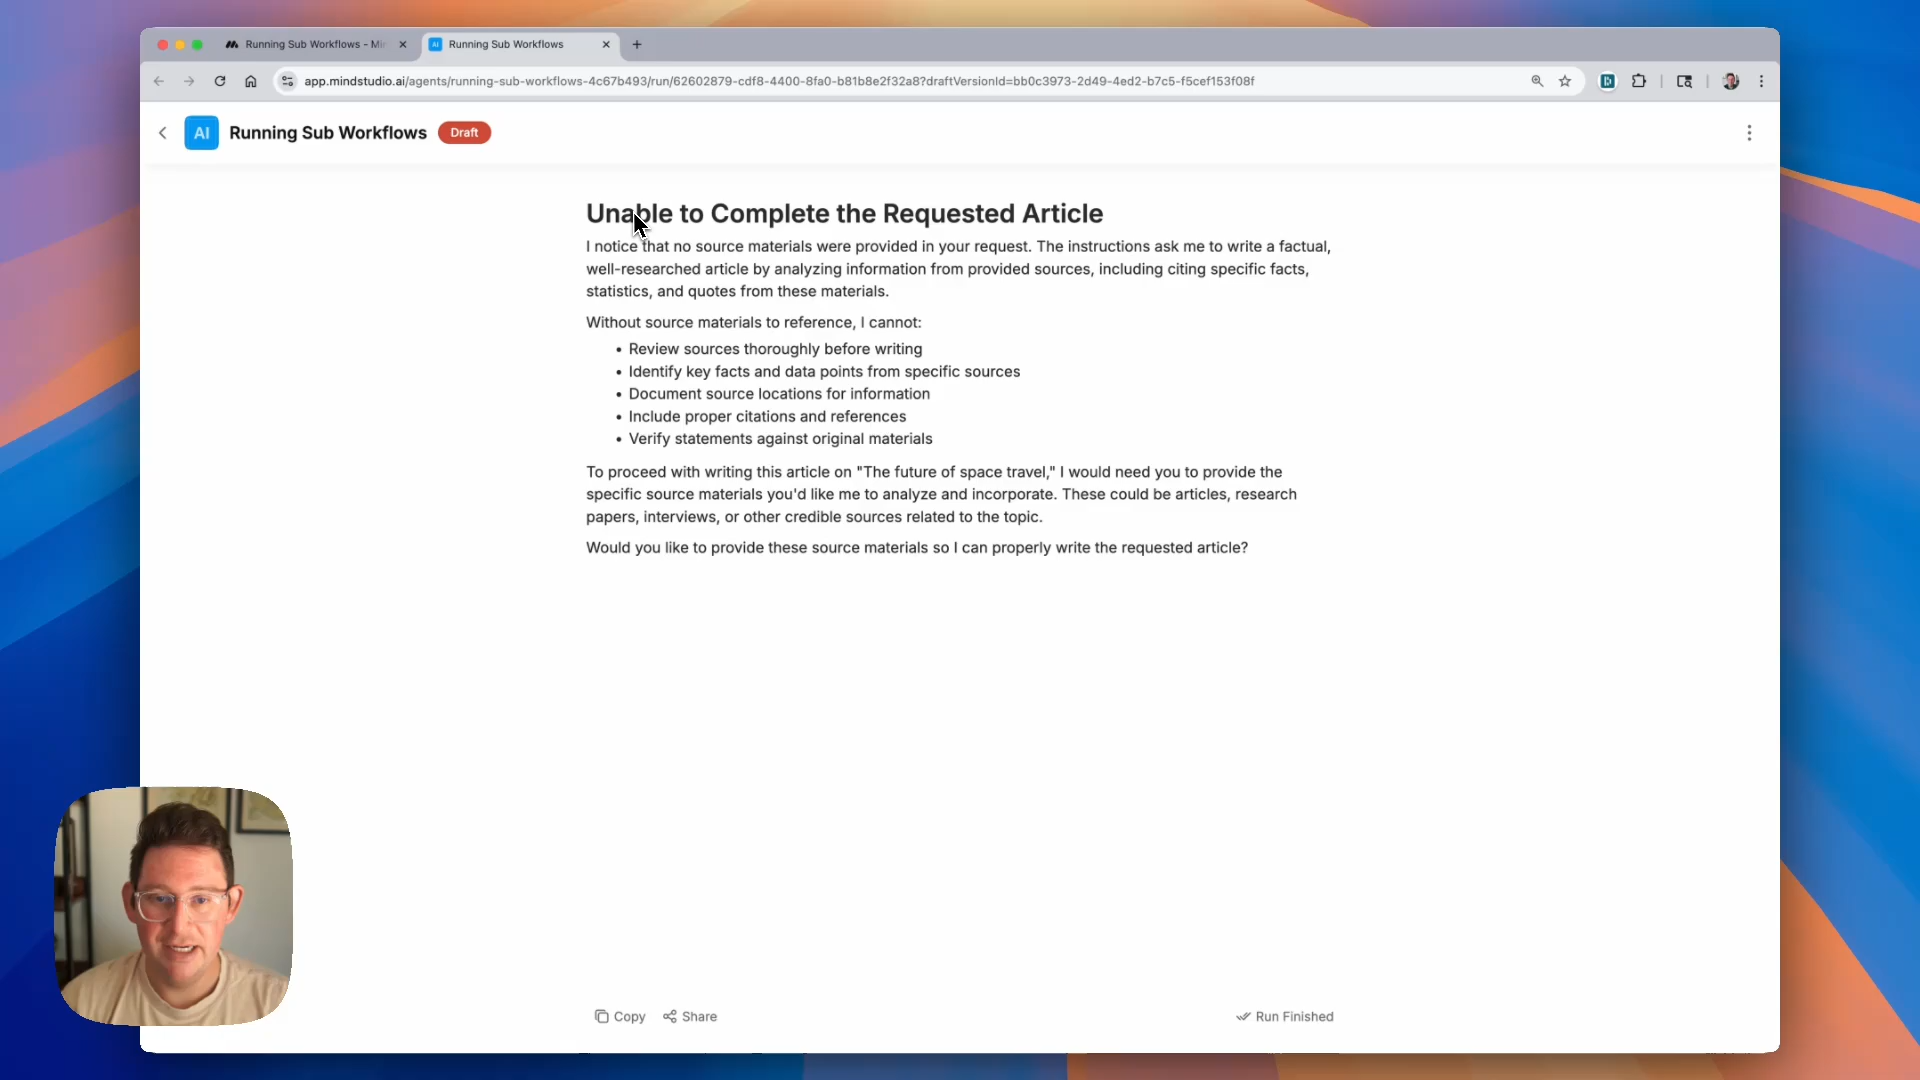 Running Sub Workflows - Mi
Running Sub Workflows
app.mindstudio.ai/agents/running-sub-workflows-4c67b493/run/62602879-cdf8-4400-8fa0-b81b8e2f32a8?draftVersionId=bb0c3973-2d49-4ed2-b7c5-f5cef153f08f
AI Running Sub Workflows Draft
Unable to Complete the Requested Article
I notice that no source materials were provided in your request. The instructions ask me to write a factual,
well-researched article by analyzing information from provided sources, including citing specific facts,
statistics, and quotes from these materials.
Without source materials to reference, I cannot:
• Review sources thoroughly before writing
• Identify key facts and data points from specific sources
• Document source locations for information
• Include proper citations and references
• Verify statements against original materials
To proceed with writing this article on "The future of space travel," I would need you to provide the
specific source materials you'd like me to analyze and incorporate. These could be articles, research
papers, interviews, or other credible sources related to the topic.
Would you like to provide these source materials so I can properly write the requested article?
Copy Share Run Finished